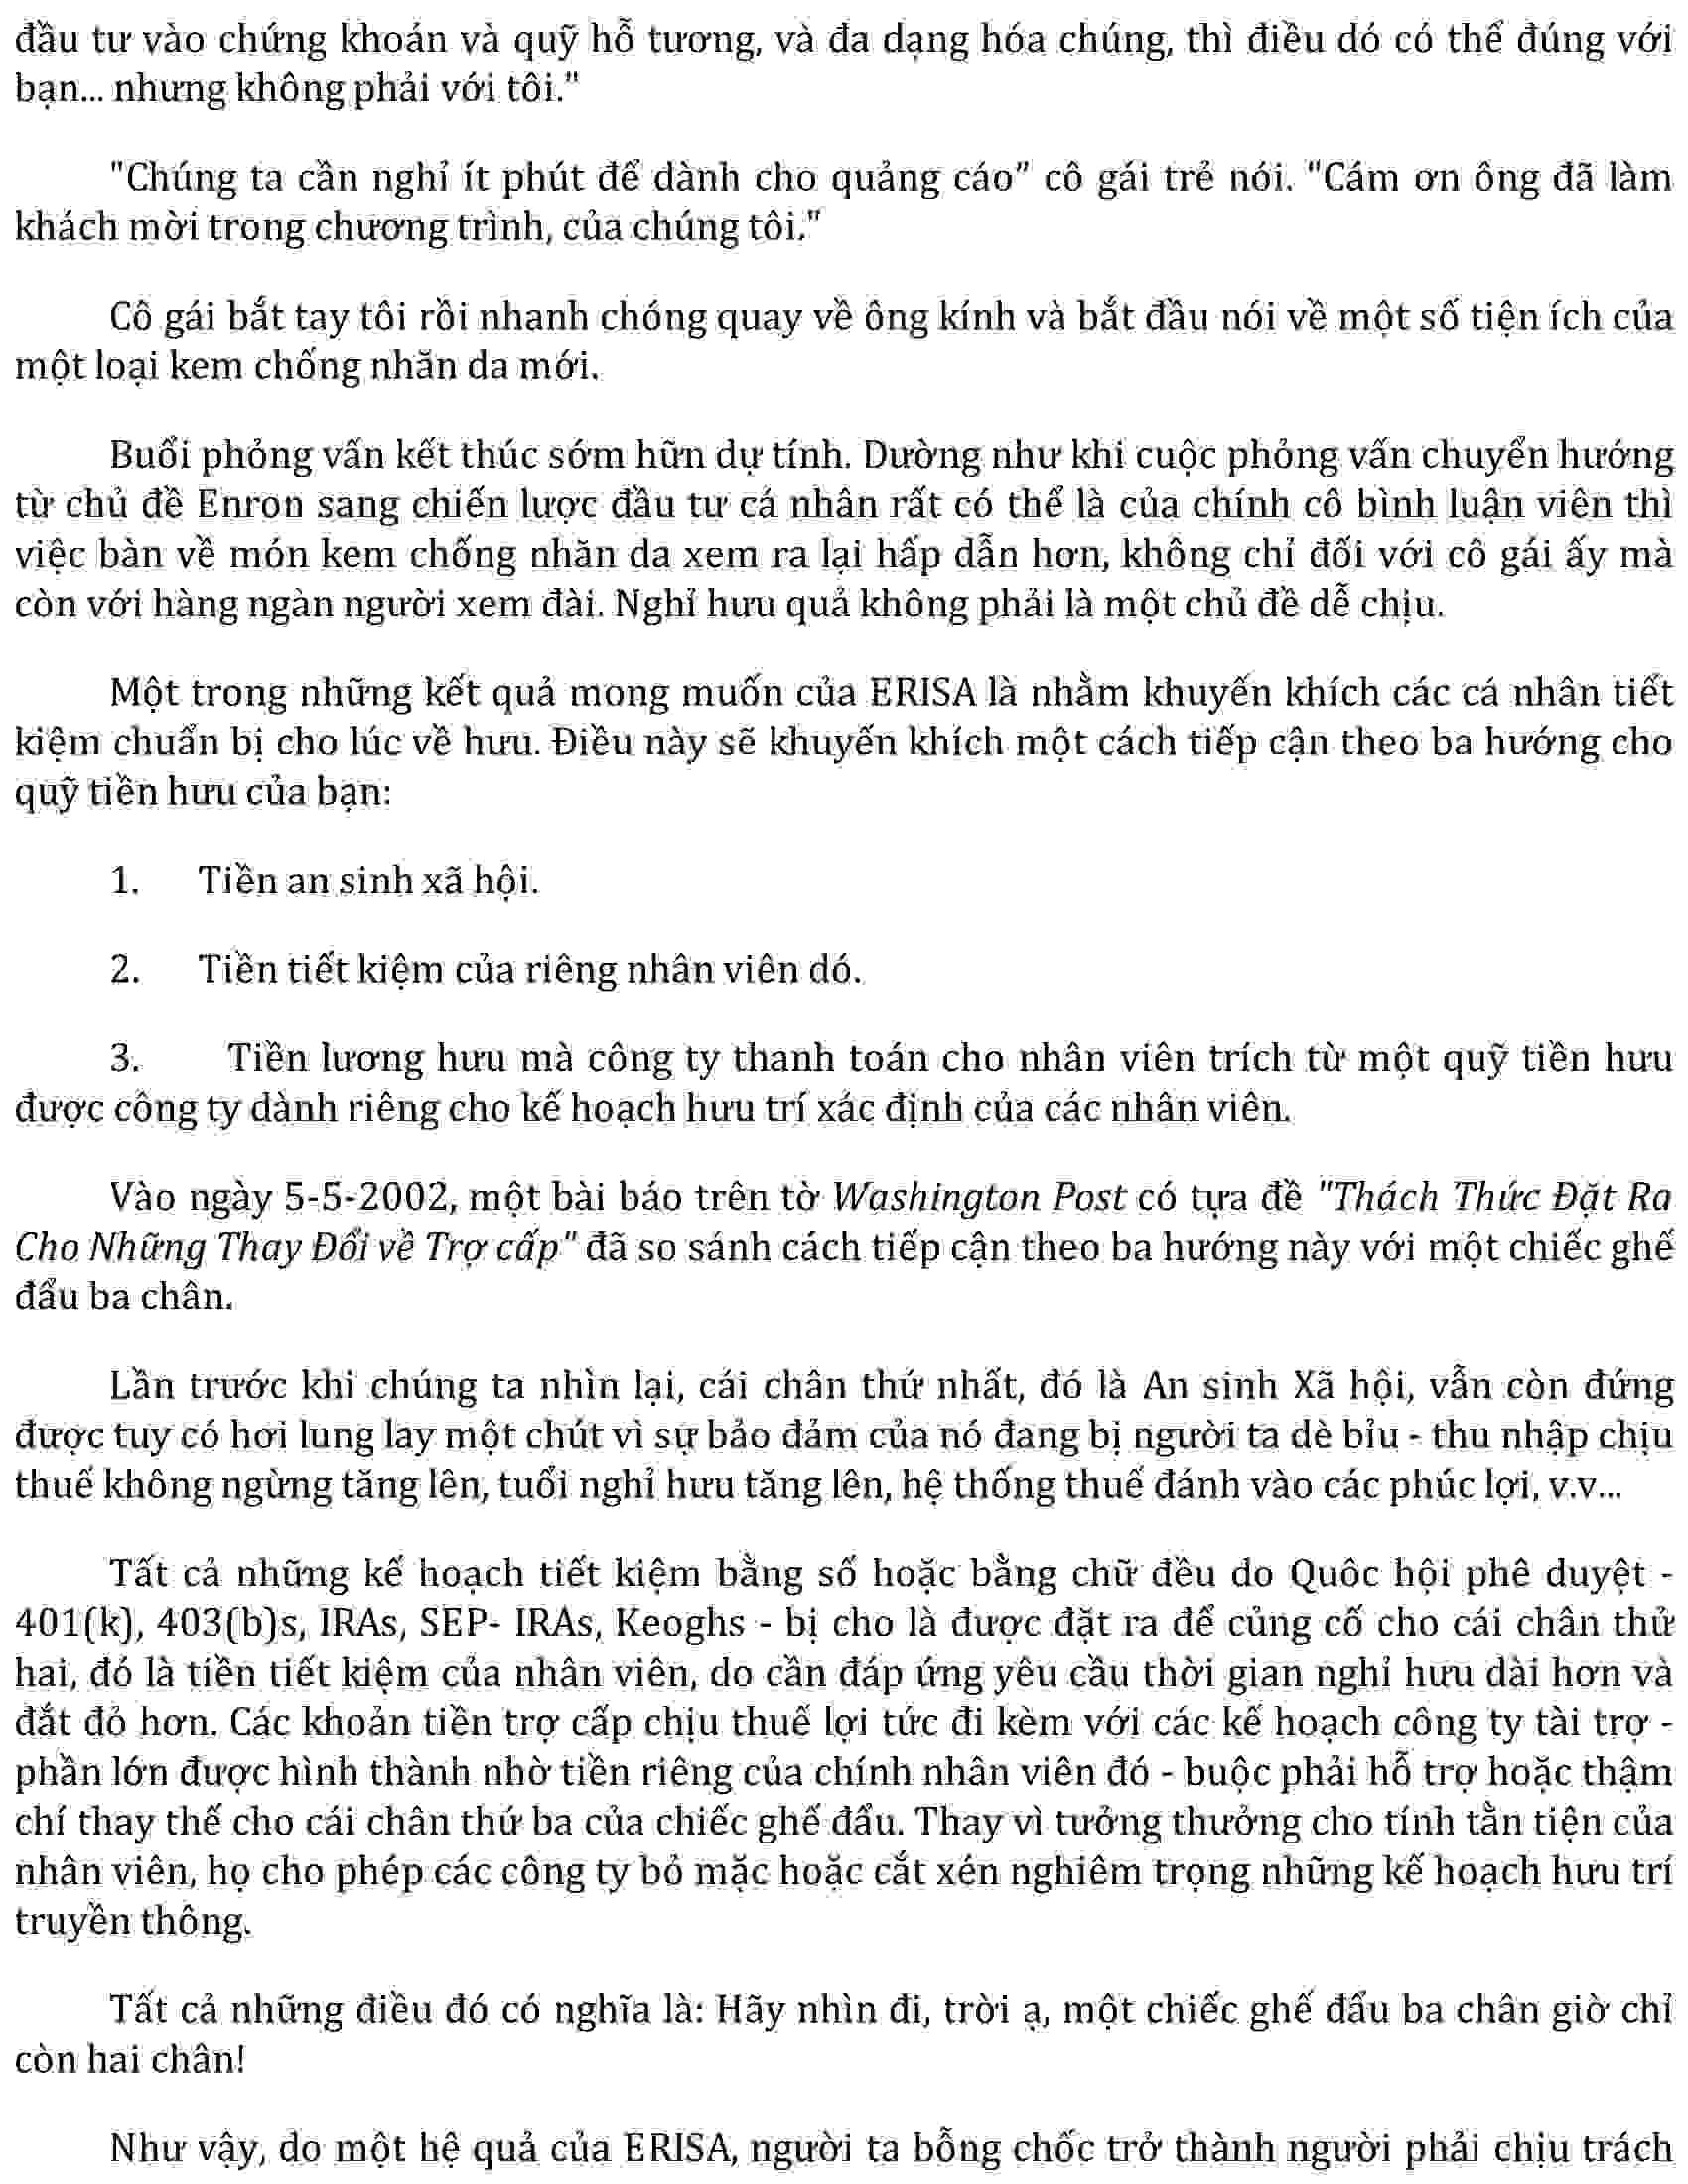 đầu tư vào chứng khoán và quỹ hỗ tương, và đa dạng hóa chúng, thì điều dó có thể đúng với
bạn... nhưng không phải với tôi."
"Chúng ta cần nghỉ ít phút để dành cho quảng cáo" cô gái trẻ nói. "Cám ơn ông đã làm
khách mời trong chương trình, của chúng tôi."
Cô gái bắt tay tôi rồi nhanh chóng quay về ông kính và bắt đầu nói về một số tiện ích của
một loại kem chống nhăn da mới.
Buổi phỏng vấn kết thúc sớm hữn dự tính. Dường như khi cuộc phỏng vấn chuyển hướng
từ chủ đề Enron sang chiến lược đầu tư cá nhân rất có thể là của chính cô bình luận viên thì
việc bàn về món kem chống nhăn da xem ra lại hấp dẫn hơn, không chỉ đối với cô gái ấy mà
còn với hàng ngàn người xem đài. Nghỉ hưu quả không phải là một chủ đề dễ chịu.
Một trong những kết quả mong muốn của ERISA là nhằm khuyến khích các cá nhân tiết
kiệm chuẩn bị cho lúc về hưu. Điều này sẽ khuyến khích một cách tiếp cận theo ba hướng cho
quỹ tiền hưu của bạn:
1. Tiền an sinh xã hội.
2. Tiền tiết kiệm của riêng nhân viên dó.
3. Tiền lương hưu mà công ty thanh toán cho nhân viên trích từ một quỹ tiền hưu
được công ty dành riêng cho kế hoạch hưu trí xác định của các nhân viên.
Vào ngày 5-5-2002, một bài báo trên tờ Washington Post có tựa đề "Thách Thức Đặt Ra
Cho Những Thay Đổi về Trợ cấp" đã so sánh cách tiếp cận theo ba hướng này với một chiếc ghế
đẩu ba chân.
Lần trước khi chúng ta nhìn lại, cái chân thứ nhất, đó là An sinh Xã hội, vẫn còn đứng
được tuy có hơi lung lay một chút vì sự bảo đảm của nó đang bị người ta dè bỉu - thu nhập chịu
thuế không ngừng tăng lên, tuổi nghỉ hưu tăng lên, hệ thống thuế đánh vào các phúc lợi, v.v...
Tất cả những kế hoạch tiết kiệm bằng số hoặc bằng chữ đều do Quôc hội phê duyệt -
401(k), 403(b)s, IRAs, SEP- IRAs, Keoghs - bị cho là được đặt ra để củng cố cho cái chân thử
hai, đó là tiền tiết kiệm của nhân viên, do cần đáp ứng yêu cầu thời gian nghỉ hưu dài hơn và
đắt đỏ hơn. Các khoản tiền trợ cấp chịu thuế lợi tức đi kèm với các kế hoạch công ty tài trợ -
phần lớn được hình thành nhờ tiền riêng của chính nhân viên đó - buộc phải hỗ trợ hoặc thậm
chí thay thế cho cái chân thứ ba của chiếc ghế đẩu. Thay vì tưởng thưởng cho tính tằn tiện của
nhân viên, họ cho phép các công ty bỏ mặc hoặc cắt xén nghiêm trọng những kế hoạch hưu trí
truyền thông.
Tất cả những điều đó có nghĩa là: Hãy nhìn đi, trời ạ, một chiếc ghế đẩu ba chân giờ chỉ
còn hai chân!
Như vậy, do một hệ quả của ERISA, người ta bỗng chốc trở thành người phải chịu trách